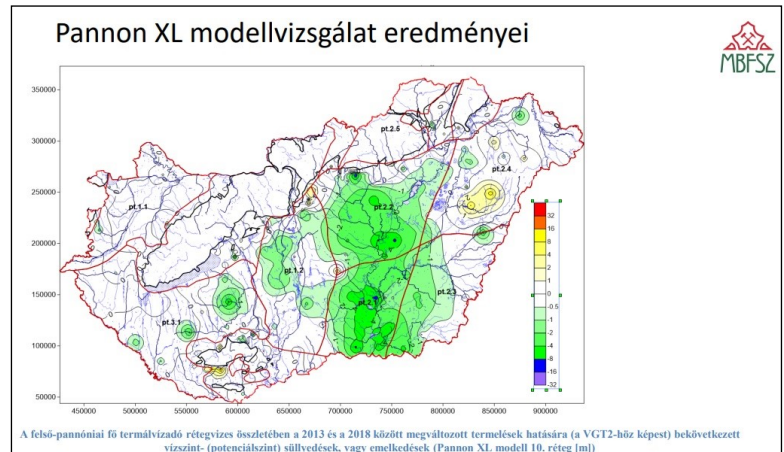 Pannon XL modellvizsgálat eredményei
MBFSZ
350000
300000
250000
200000
150000
100000
50000
450000 500000 550000 600000 650000 700000 750000 800000 850000 900000
pt.2.5
pt.2.4
pt.1.1
pt.2.2
pt.1.2
pt.2.3
pt.2.1
pt.3.1
32
16
8
4
2
1
0
-0.5
-1
-2
-4
-8
-16
-32
A felső-pannóniai fő termálvízadó rétegvizes összletében a 2013 és a 2018 között megváltozott termelések hatására (a VGT2-höz képest) bekövetkezett
vízszint- (potenciálszint) süllyedések, vagy emelkedések (Pannon XL modell 10. réteg [m])